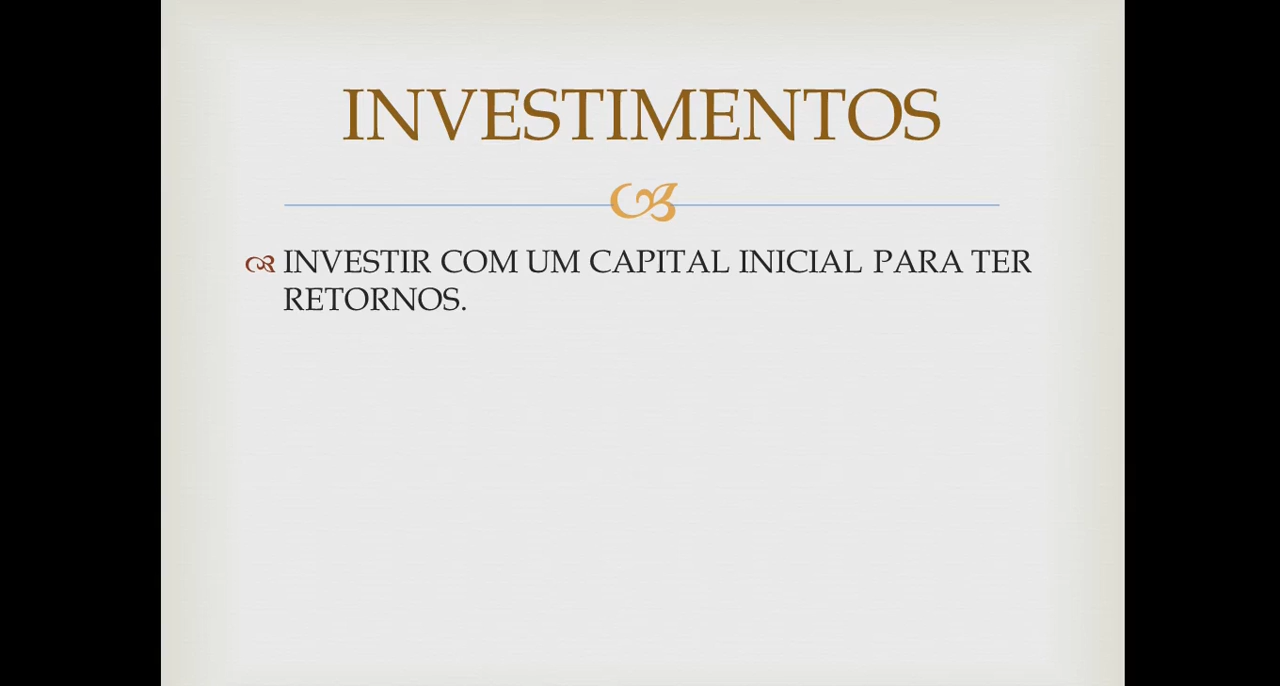 INVESTIMENTOS
INVESTIR COM UM CAPITAL INICIAL PARA TER
RETORNOS.